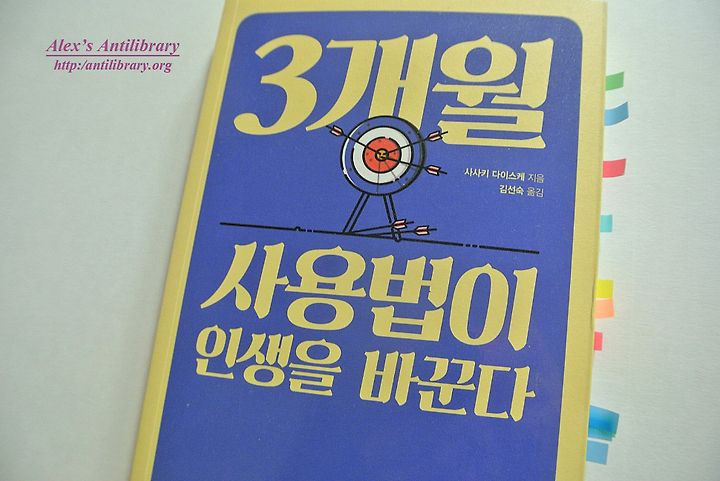 Alex's Antilibrary
http:/antilibrary.org
3개월
사사키 다이스케 지음
김선숙 옮김
사용법이
인생을 바꾼다